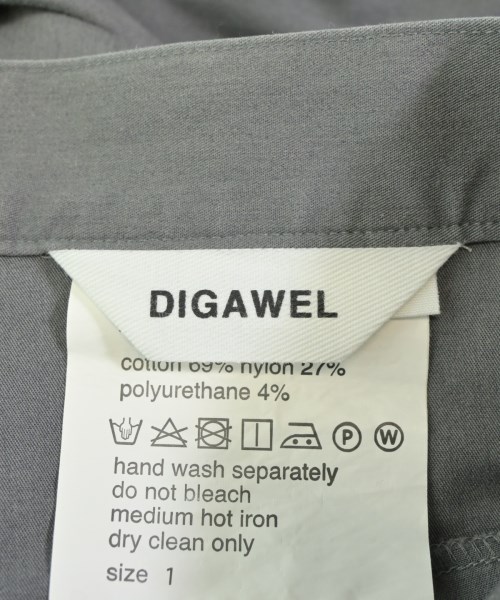 DIGAWEL
cotton 69% nylon 27%
polyurethane 4%
P W
hand wash separately
do not bleach
medium hot iron
dry clean only
size 1